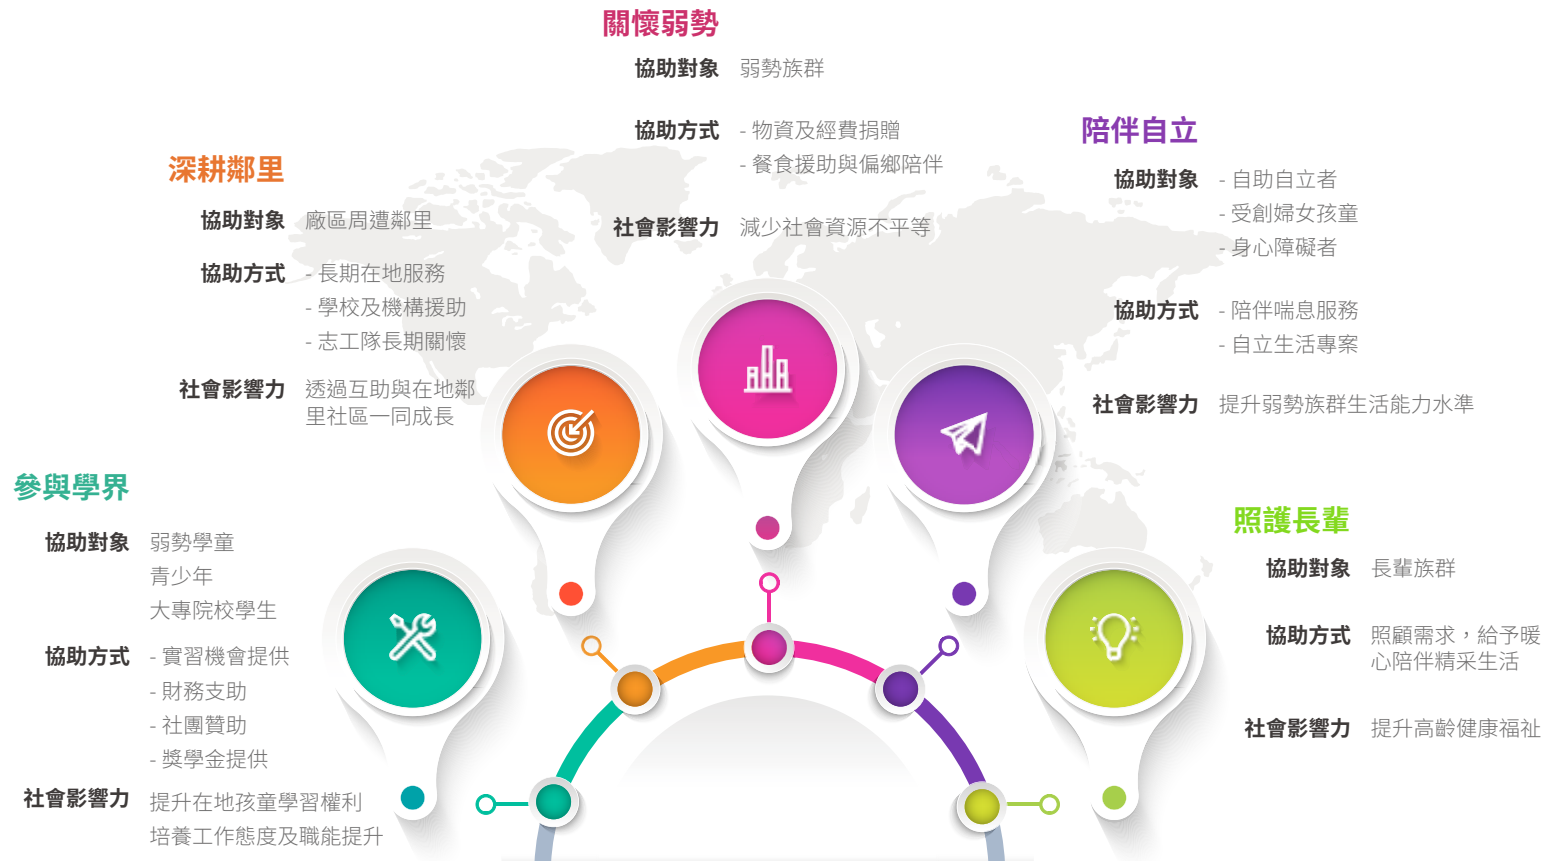 關懷弱勢
協助對象 弱勢族群
協助方式 - 物資及經費捐贈
- 餐食援助與偏鄉陪伴
社會影響力 減少社會資源不平等
陪伴自立
協助對象 - 自助自立者
- 受創婦女孩童
- 身心障礙者
協助方式 - 陪伴喘息服務
- 自立生活專案
社會影響力 提升弱勢族群生活能力水準
深耕鄰里
協助對象 廠區周遭鄰里
協助方式 - 長期在地服務
- 學校及機構援助
- 志工隊長期關懷
社會影響力 透過互助與在地鄰
里社區一同成長
參與學界
協助對象 弱勢學童
青少年
大專院校學生
協助方式 - 實習機會提供
- 財務支助
- 社團贊助
- 獎學金提供
社會影響力 提升在地孩童學習權利
培養工作態度及職能提升
照護長輩
協助對象 長輩族群
協助方式 照顧需求，給予暖
心陪伴精采生活
社會影響力 提升高齡健康福祉